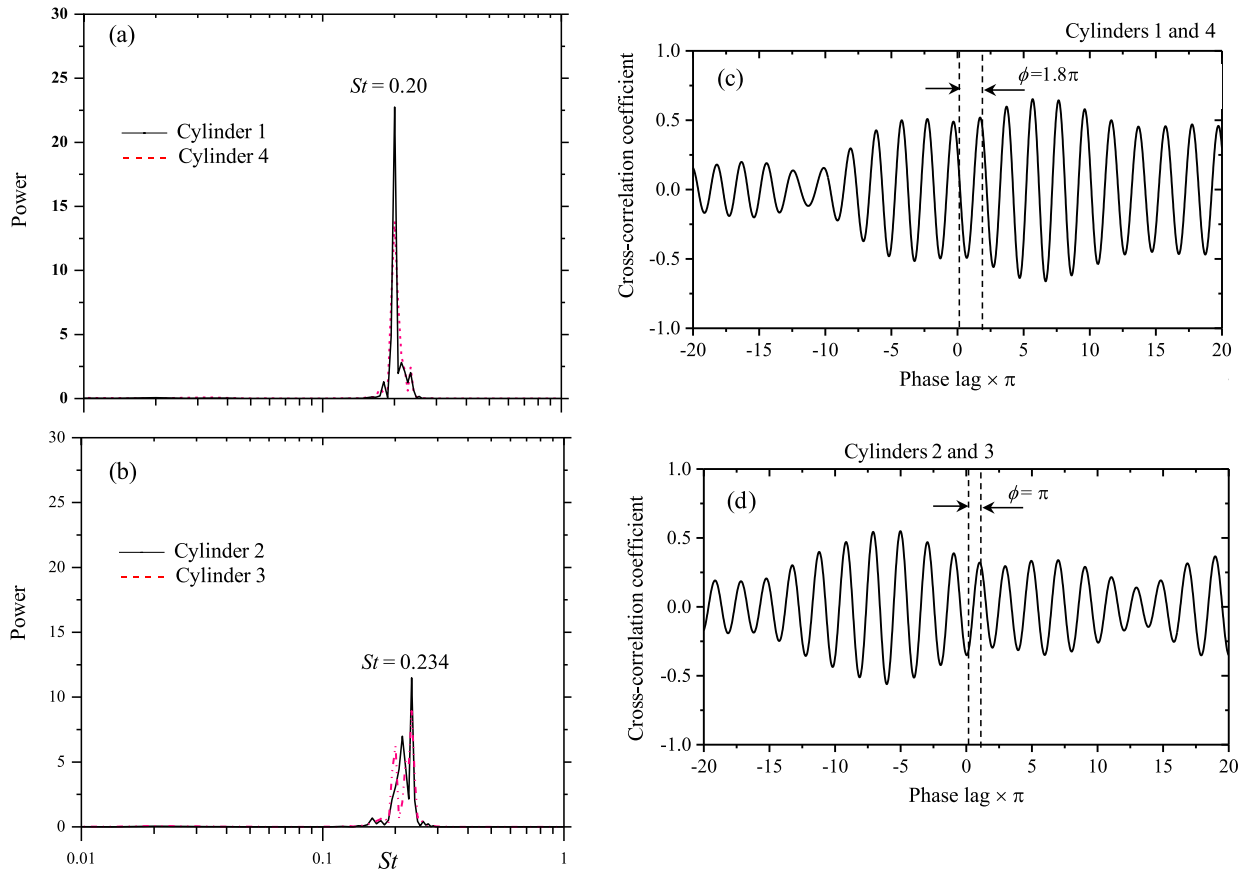 30
25
20
15
10
5
0
Power
(a)
St = 0.20
Cylinder 1
Cylinder 4
30
25
20
15
10
5
0
Power
(b)
St = 0.234
Cylinder 2
Cylinder 3
0.01 0.1 1
St
Cylinders 1 and 4
1.0
0.5
0.0
-0.5
-1.0
Cross-correlation coefficient
(c)
ϕ=1.8π
-20 -15 -10 -5 0 5 10 15 20
Phase lag × π
Cylinders 2 and 3
1.0
0.5
0.0
-0.5
-1.0
Cross-correlation coefficient
(d)
ϕ= π
-20 -15 -10 -5 0 5 10 15 20
Phase lag × π